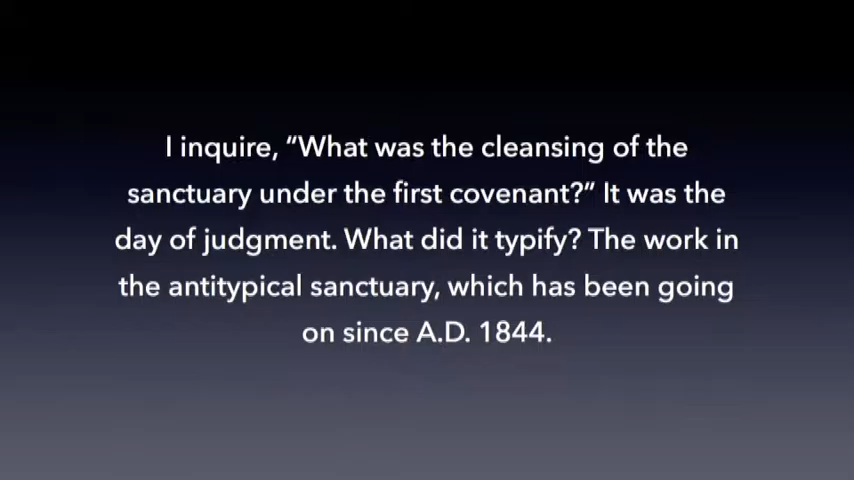 I inquire, “What was the cleansing of the
sanctuary under the first covenant?” It was the
day of judgment. What did it typify? The work in
the antitypical sanctuary, which has been going
on since A.D. 1844.